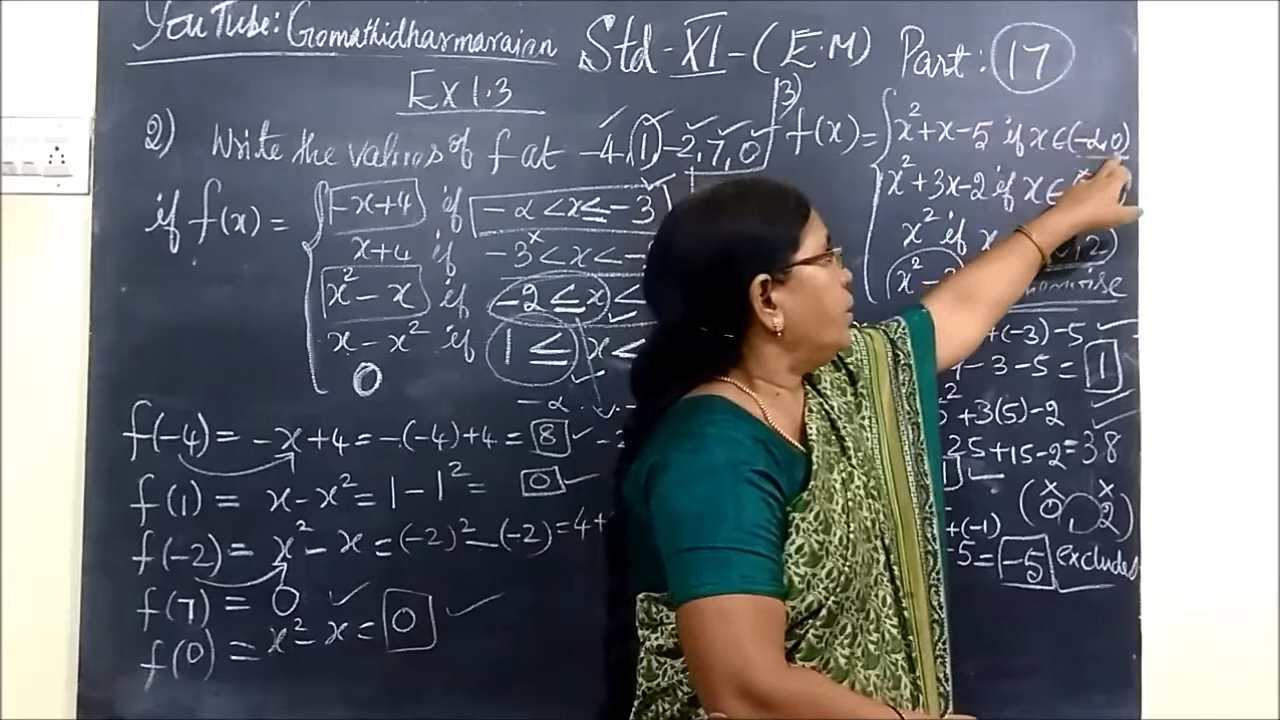 YouTube: Gomathidharmaraian Std - XI - (E.M) Part: 17
Ex 1.3
2) Write the values of f at -4, 1, -2, 7, 0
if f(x) =
-x+4 if -α < x ≤ -3
x+4 if -3 < x < -
x² - x if -2 ≤ x <
x - x² if 1 ≤ x <
0
-α
f(-4) = -x+4 = -(-4)+4 = 8
f(1) = x - x² = 1 - 1² = 0
f(-2) = x² - x = (-2)² - (-2) = 4+
f(7) = 0
f(0) = x² - x = 0
3) f(x) = x² + x - 5 if x ∈ (-α, 0)
x² + 3x - 2 if x ∈
x² if x , 2)
x² -
+(-3) - 5
- 3 - 5 = 1
² + 3(5) - 2
25 + 15 - 2 = 38
(0, 2)
+(-1)
-5 = -5 excludes